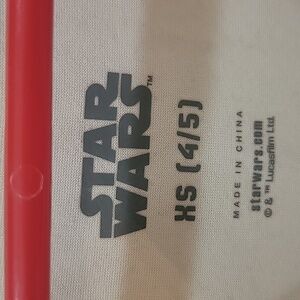 STAR
WARS™
XS (4/5)
MADE IN CHINA
starwars.com
© & ™ Lucasfilm Ltd.